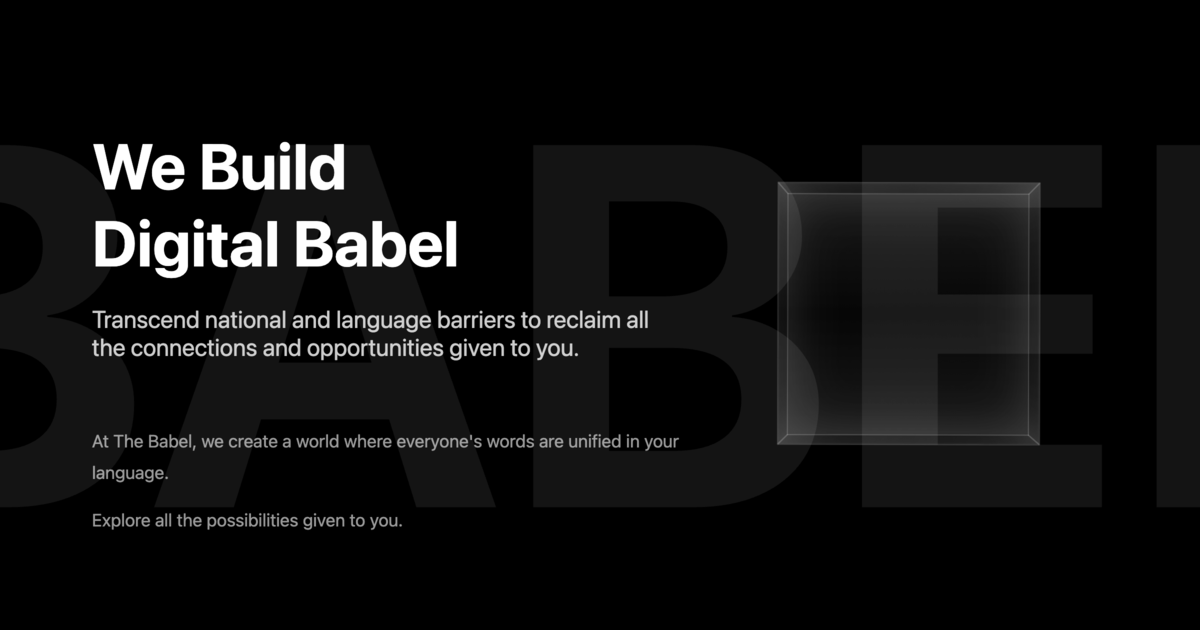 We Build
Digital Babel
Transcend national and language barriers to reclaim all
the connections and opportunities given to you.
At The Babel, we create a world where everyone's words are unified in your
language.
Explore all the possibilities given to you.
BABEL